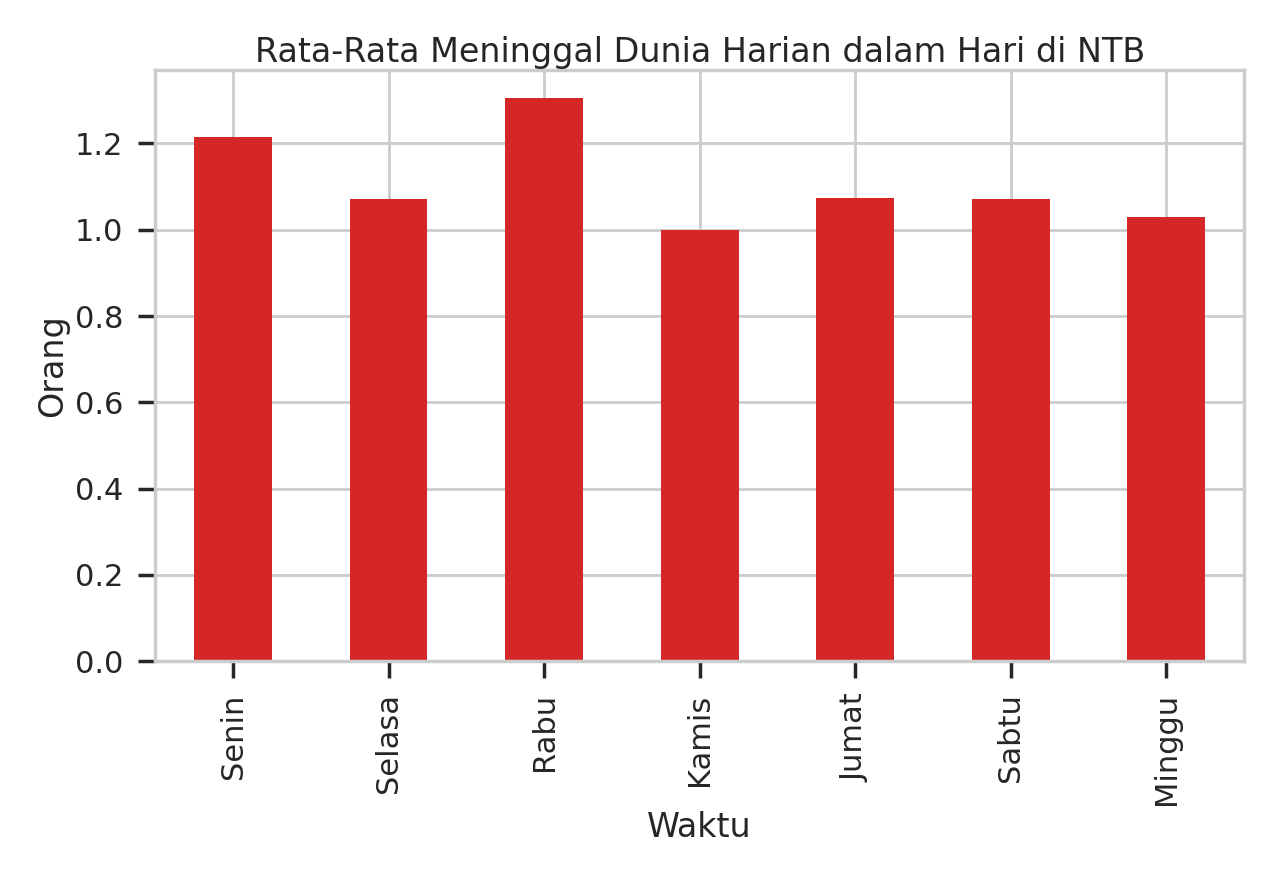 Rata-Rata Meninggal Dunia Harian dalam Hari di NTB
Orang
1.2
1.0
0.8
0.6
0.4
0.2
0.0
Senin
Selasa
Rabu
Kamis
Jumat
Sabtu
Minggu
Waktu